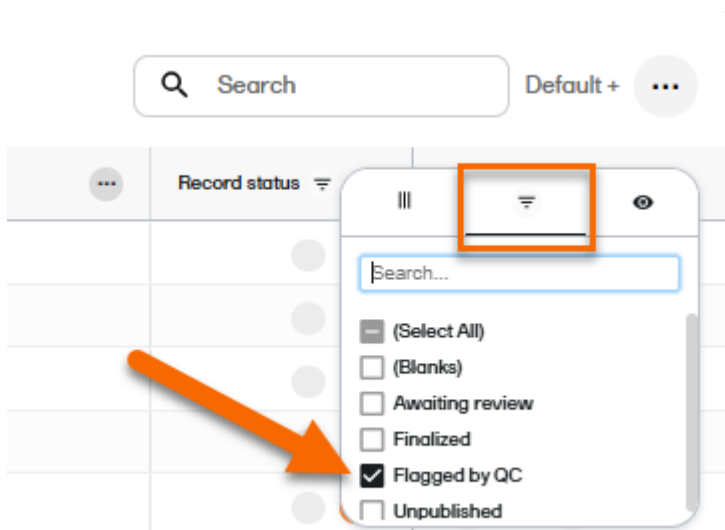 Search
Default +
Record status
Search...
(Select All)
(Blanks)
Awaiting review
Finalized
Flagged by QC
Unpublished